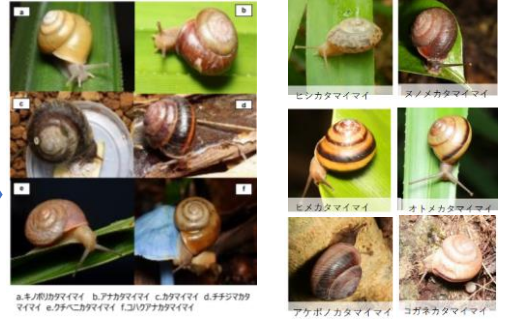 a
b
c
d
e
f
a.キノボリカタマイマイ b.アナカタマイマイ c.カタマイマイ d.チチジマカタ
マイマイ e.クチベニカタマイマイ f.コハクアナカタマイマイ
ヒシカタマイマイ
ヌノメカタマイマイ
ヒメカタマイマイ
オトメカタマイマイ
アケボノカタマイマイ
コガネカタマイマイ